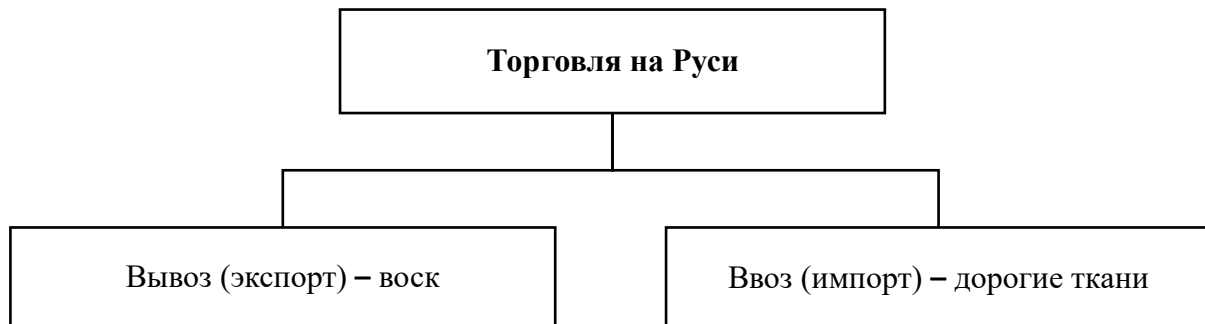 Торговля на Руси
Вывоз (экспорт) – воск
Ввоз (импорт) – дорогие ткани